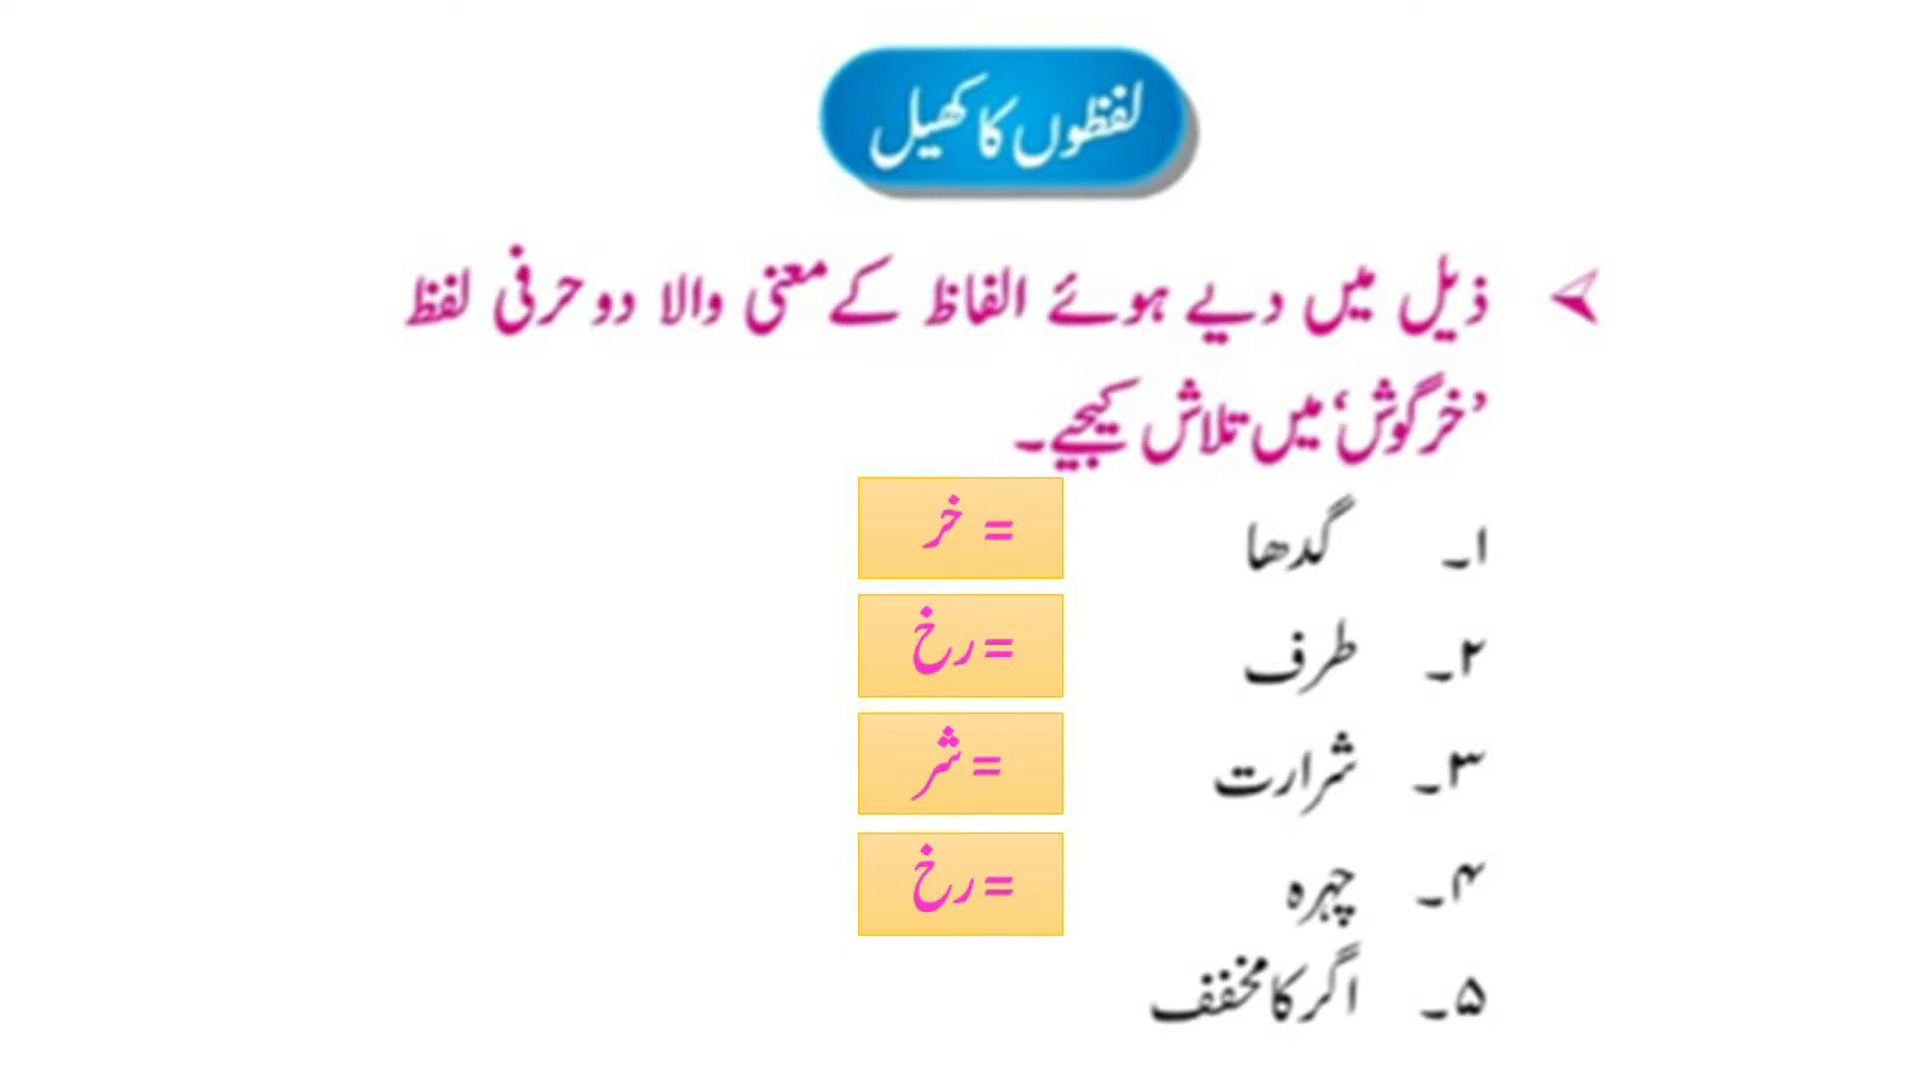 لفظوں کا کھیل
ذیل میں دیے ہوئے الفاظ کے معنی والا دو حرفی لفظ
’خرگوش‘ میں تلاش کیجیے۔
۱۔ گدھا = خر
۲۔ طرف = رخ
۳۔ شرارت = شر
۴۔ چہرہ = رخ
۵۔ اگر کا مخفف